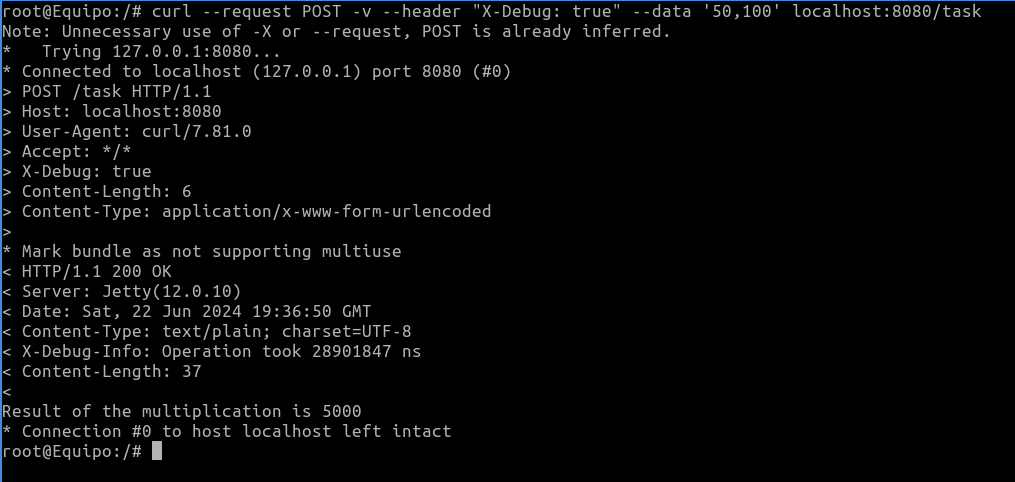 root@Equipo:/# curl --request POST -v --header "X-Debug: true" --data '50,100' localhost:8080/task
Note: Unnecessary use of -X or --request, POST is already inferred.
*   Trying 127.0.0.1:8080...
* Connected to localhost (127.0.0.1) port 8080 (#0)
> POST /task HTTP/1.1
> Host: localhost:8080
> User-Agent: curl/7.81.0
> Accept: */*
> X-Debug: true
> Content-Length: 6
> Content-Type: application/x-www-form-urlencoded
>
* Mark bundle as not supporting multiuse
< HTTP/1.1 200 OK
< Server: Jetty(12.0.10)
< Date: Sat, 22 Jun 2024 19:36:50 GMT
< Content-Type: text/plain; charset=UTF-8
< X-Debug-Info: Operation took 28901847 ns
< Content-Length: 37
<
Result of the multiplication is 5000
* Connection #0 to host localhost left intact
root@Equipo:/#